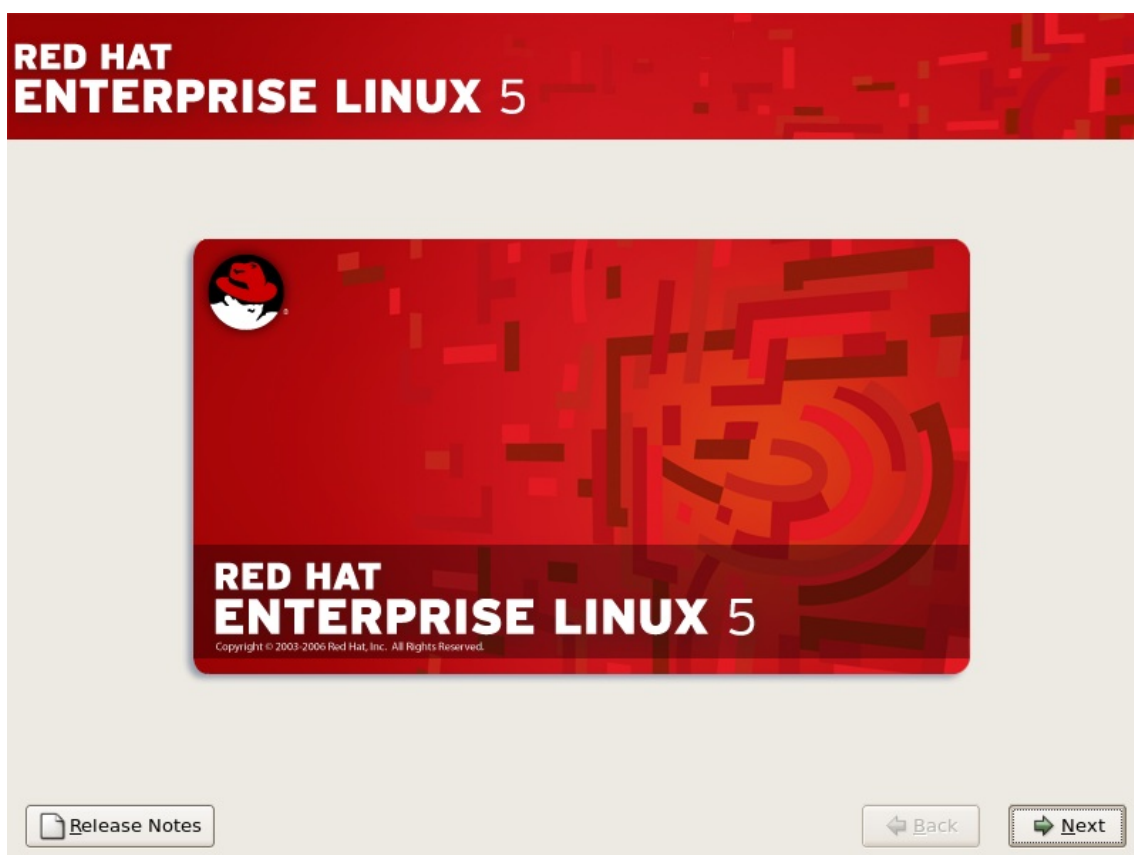 RED HAT
ENTERPRISE LINUX 5
®
RED HAT
ENTERPRISE LINUX 5
Copyright © 2003-2006 Red Hat, Inc. All Rights Reserved.
Release Notes
Back
Next